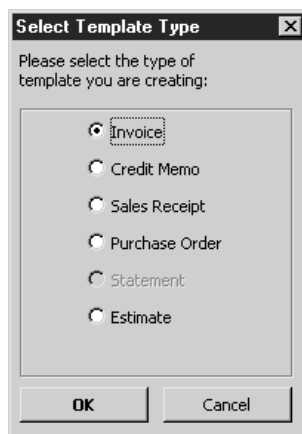 Select Template Type
Please select the type of
template you are creating:
Invoice
Credit Memo
Sales Receipt
Purchase Order
Statement
Estimate
OK
Cancel